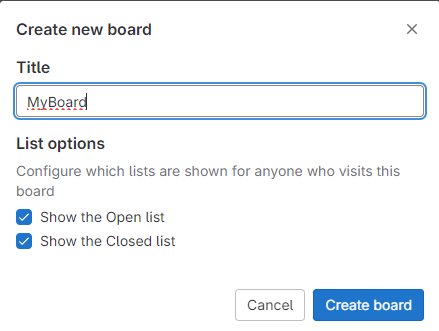 Create new board
Title
MyBoard
List options
Configure which lists are shown for anyone who visits this
board
Show the Open list
Show the Closed list
Cancel
Create board